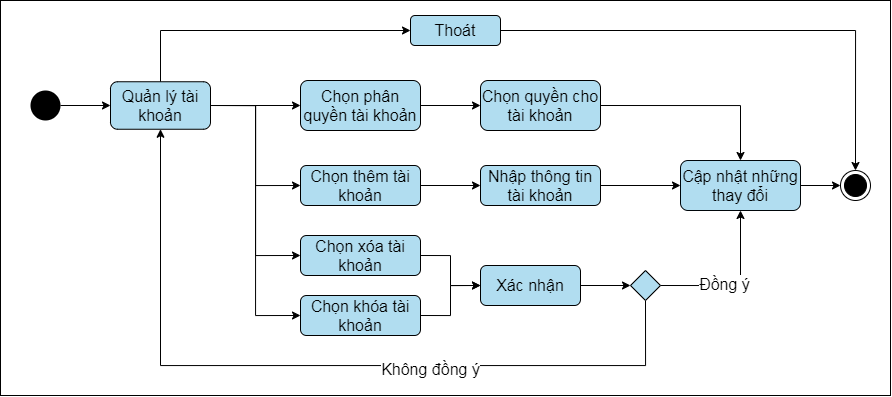 Thoát
Quản lý tài
khoản
Chọn phân
quyền tài khoản
Chọn quyền cho
tài khoản
Chọn thêm tài
khoản
Nhập thông tin
tài khoản
Cập nhật những
thay đổi
Chọn xóa tài
khoản
Xác nhận
Đồng ý
Chọn khóa tài
khoản
Không đồng ý